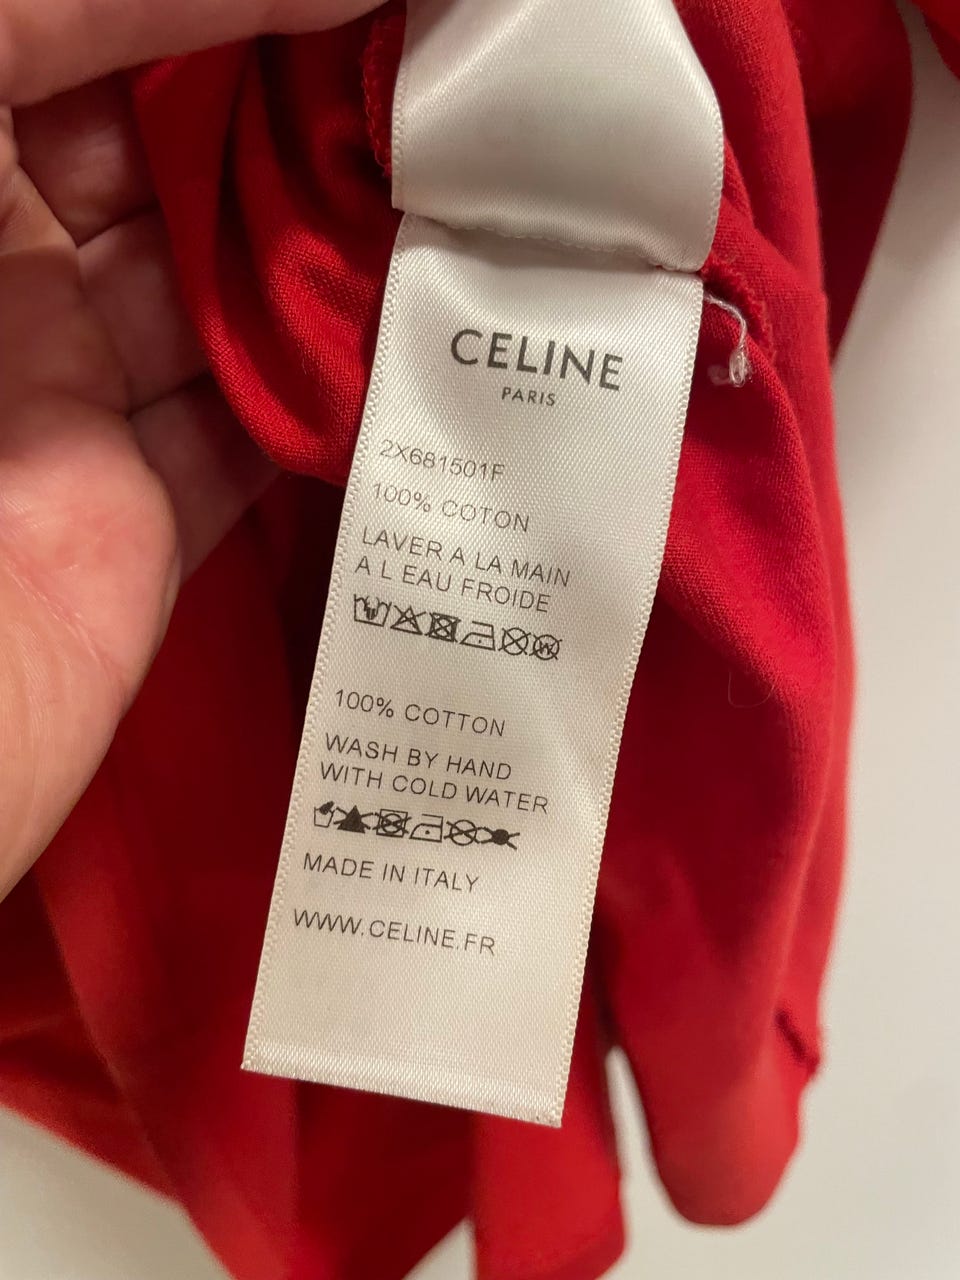 CELINE
PARIS
2X681501F
100% COTON
LAVER A LA MAIN
A L EAU FROIDE
100% COTTON
WASH BY HAND
WITH COLD WATER
MADE IN ITALY
WWW.CELINE.FR